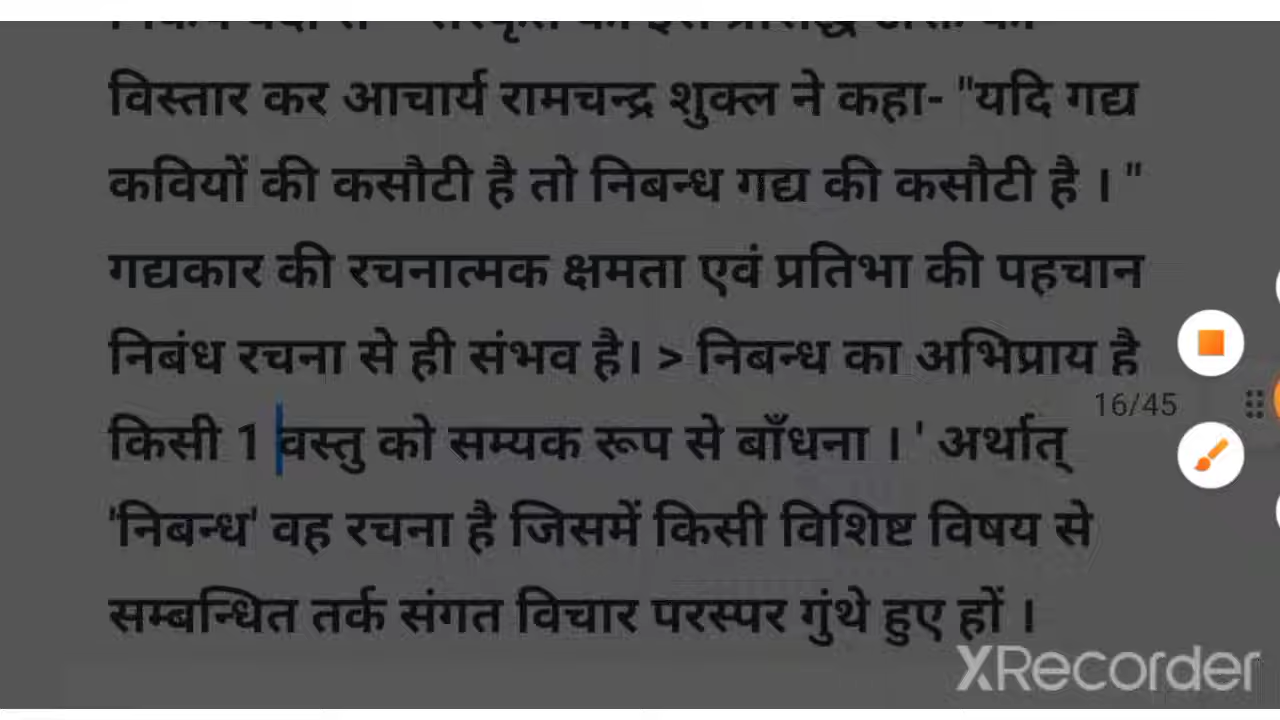 विस्तार कर आचार्य रामचन्द्र शुक्ल ने कहा- "यदि गद्य
कवियों की कसौटी है तो निबन्ध गद्य की कसौटी है । "
गद्यकार की रचनात्मक क्षमता एवं प्रतिभा की पहचान
निबंध रचना से ही संभव है। > निबन्ध का अभिप्राय है
16/45
किसी 1 वस्तु को सम्यक रूप से बाँधना । ' अर्थात्
'निबन्ध' वह रचना है जिसमें किसी विशिष्ट विषय से
सम्बन्धित तर्क संगत विचार परस्पर गुंथे हुए हों ।
XRecorder